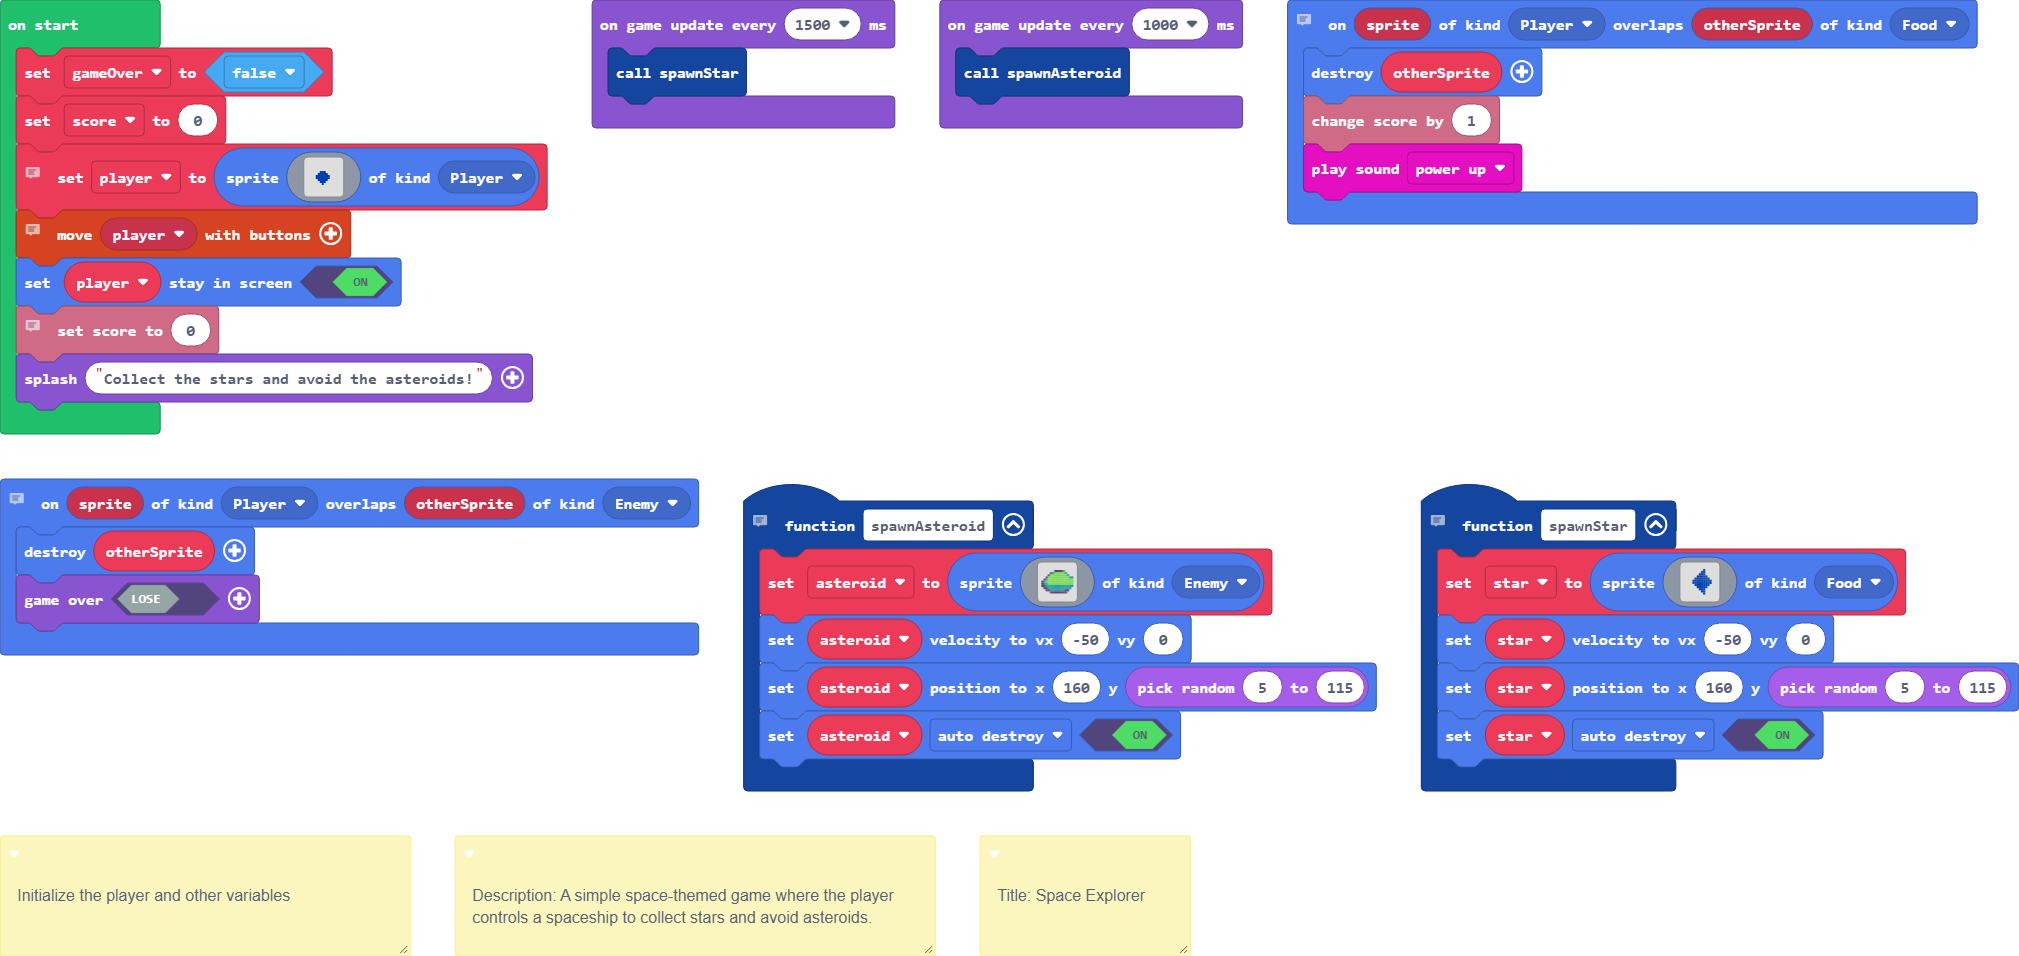 on start
set gameOver to false
set score to 0
set player to sprite of kind Player
move player with buttons
set player stay in screen ON
set score to 0
splash "Collect the stars and avoid the asteroids!"
on game update every 1500 ms
call spawnStar
on game update every 1000 ms
call spawnAsteroid
on sprite of kind Player overlaps otherSprite of kind Food
destroy otherSprite
change score by 1
play sound power up
on sprite of kind Player overlaps otherSprite of kind Enemy
destroy otherSprite
game over LOSE
function spawnAsteroid
set asteroid to sprite of kind Enemy
set asteroid velocity to vx -50 vy 0
set asteroid position to x 160 y pick random 5 to 115
set asteroid auto destroy ON
function spawnStar
set star to sprite of kind Food
set star velocity to vx -50 vy 0
set star position to x 160 y pick random 5 to 115
set star auto destroy ON
Initialize the player and other variables
Description: A simple space-themed game where the player
controls a spaceship to collect stars and avoid asteroids.
Title: Space Explorer